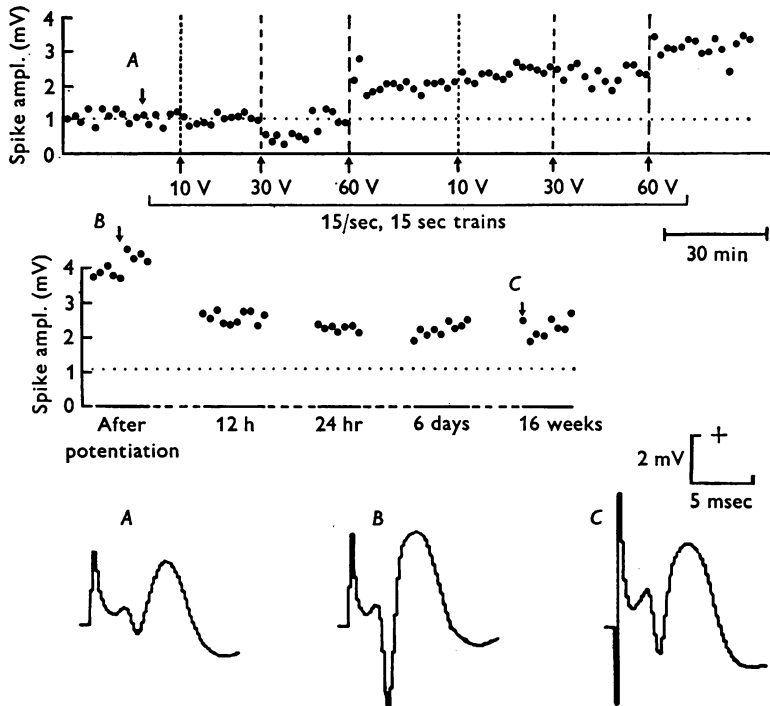 Spike ampl. (mV)
4
3
2
1
0
A
10 V 30 V 60 V 10 V 30 V 60 V
15/sec, 15 sec trains
30 min
Spike ampl. (mV)
4
3
2
1
0
B
C
After potentiation
12 h 24 hr 6 days 16 weeks
+
2 mV
5 msec
A B C